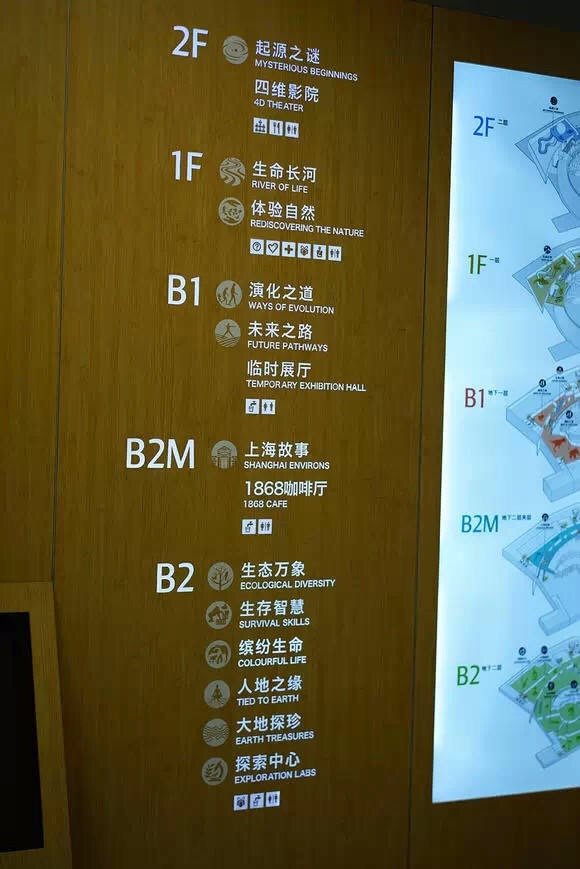 2F
起源之谜
MYSTERIOUS BEGINNINGS
四维影院
4D THEATER
1F
生命长河
RIVER OF LIFE
体验自然
REDISCOVERING THE NATURE
B1
演化之道
WAYS OF EVOLUTION
未来之路
FUTURE PATHWAYS
临时展厅
TEMPORARY EXHIBITION HALL
B2M
上海故事
SHANGHAI ENVIRONS
1868咖啡厅
1868 CAFE
B2
生态万象
ECOLOGICAL DIVERSITY
生存智慧
SURVIVAL SKILLS
缤纷生命
COLOURFUL LIFE
人地之缘
TIED TO EARTH
大地探珍
EARTH TREASURES
探索中心
EXPLORATION LABS
2F 二层
1F 一层
B1 地下一层
B2M 地下二层夹层
B2 地下二层